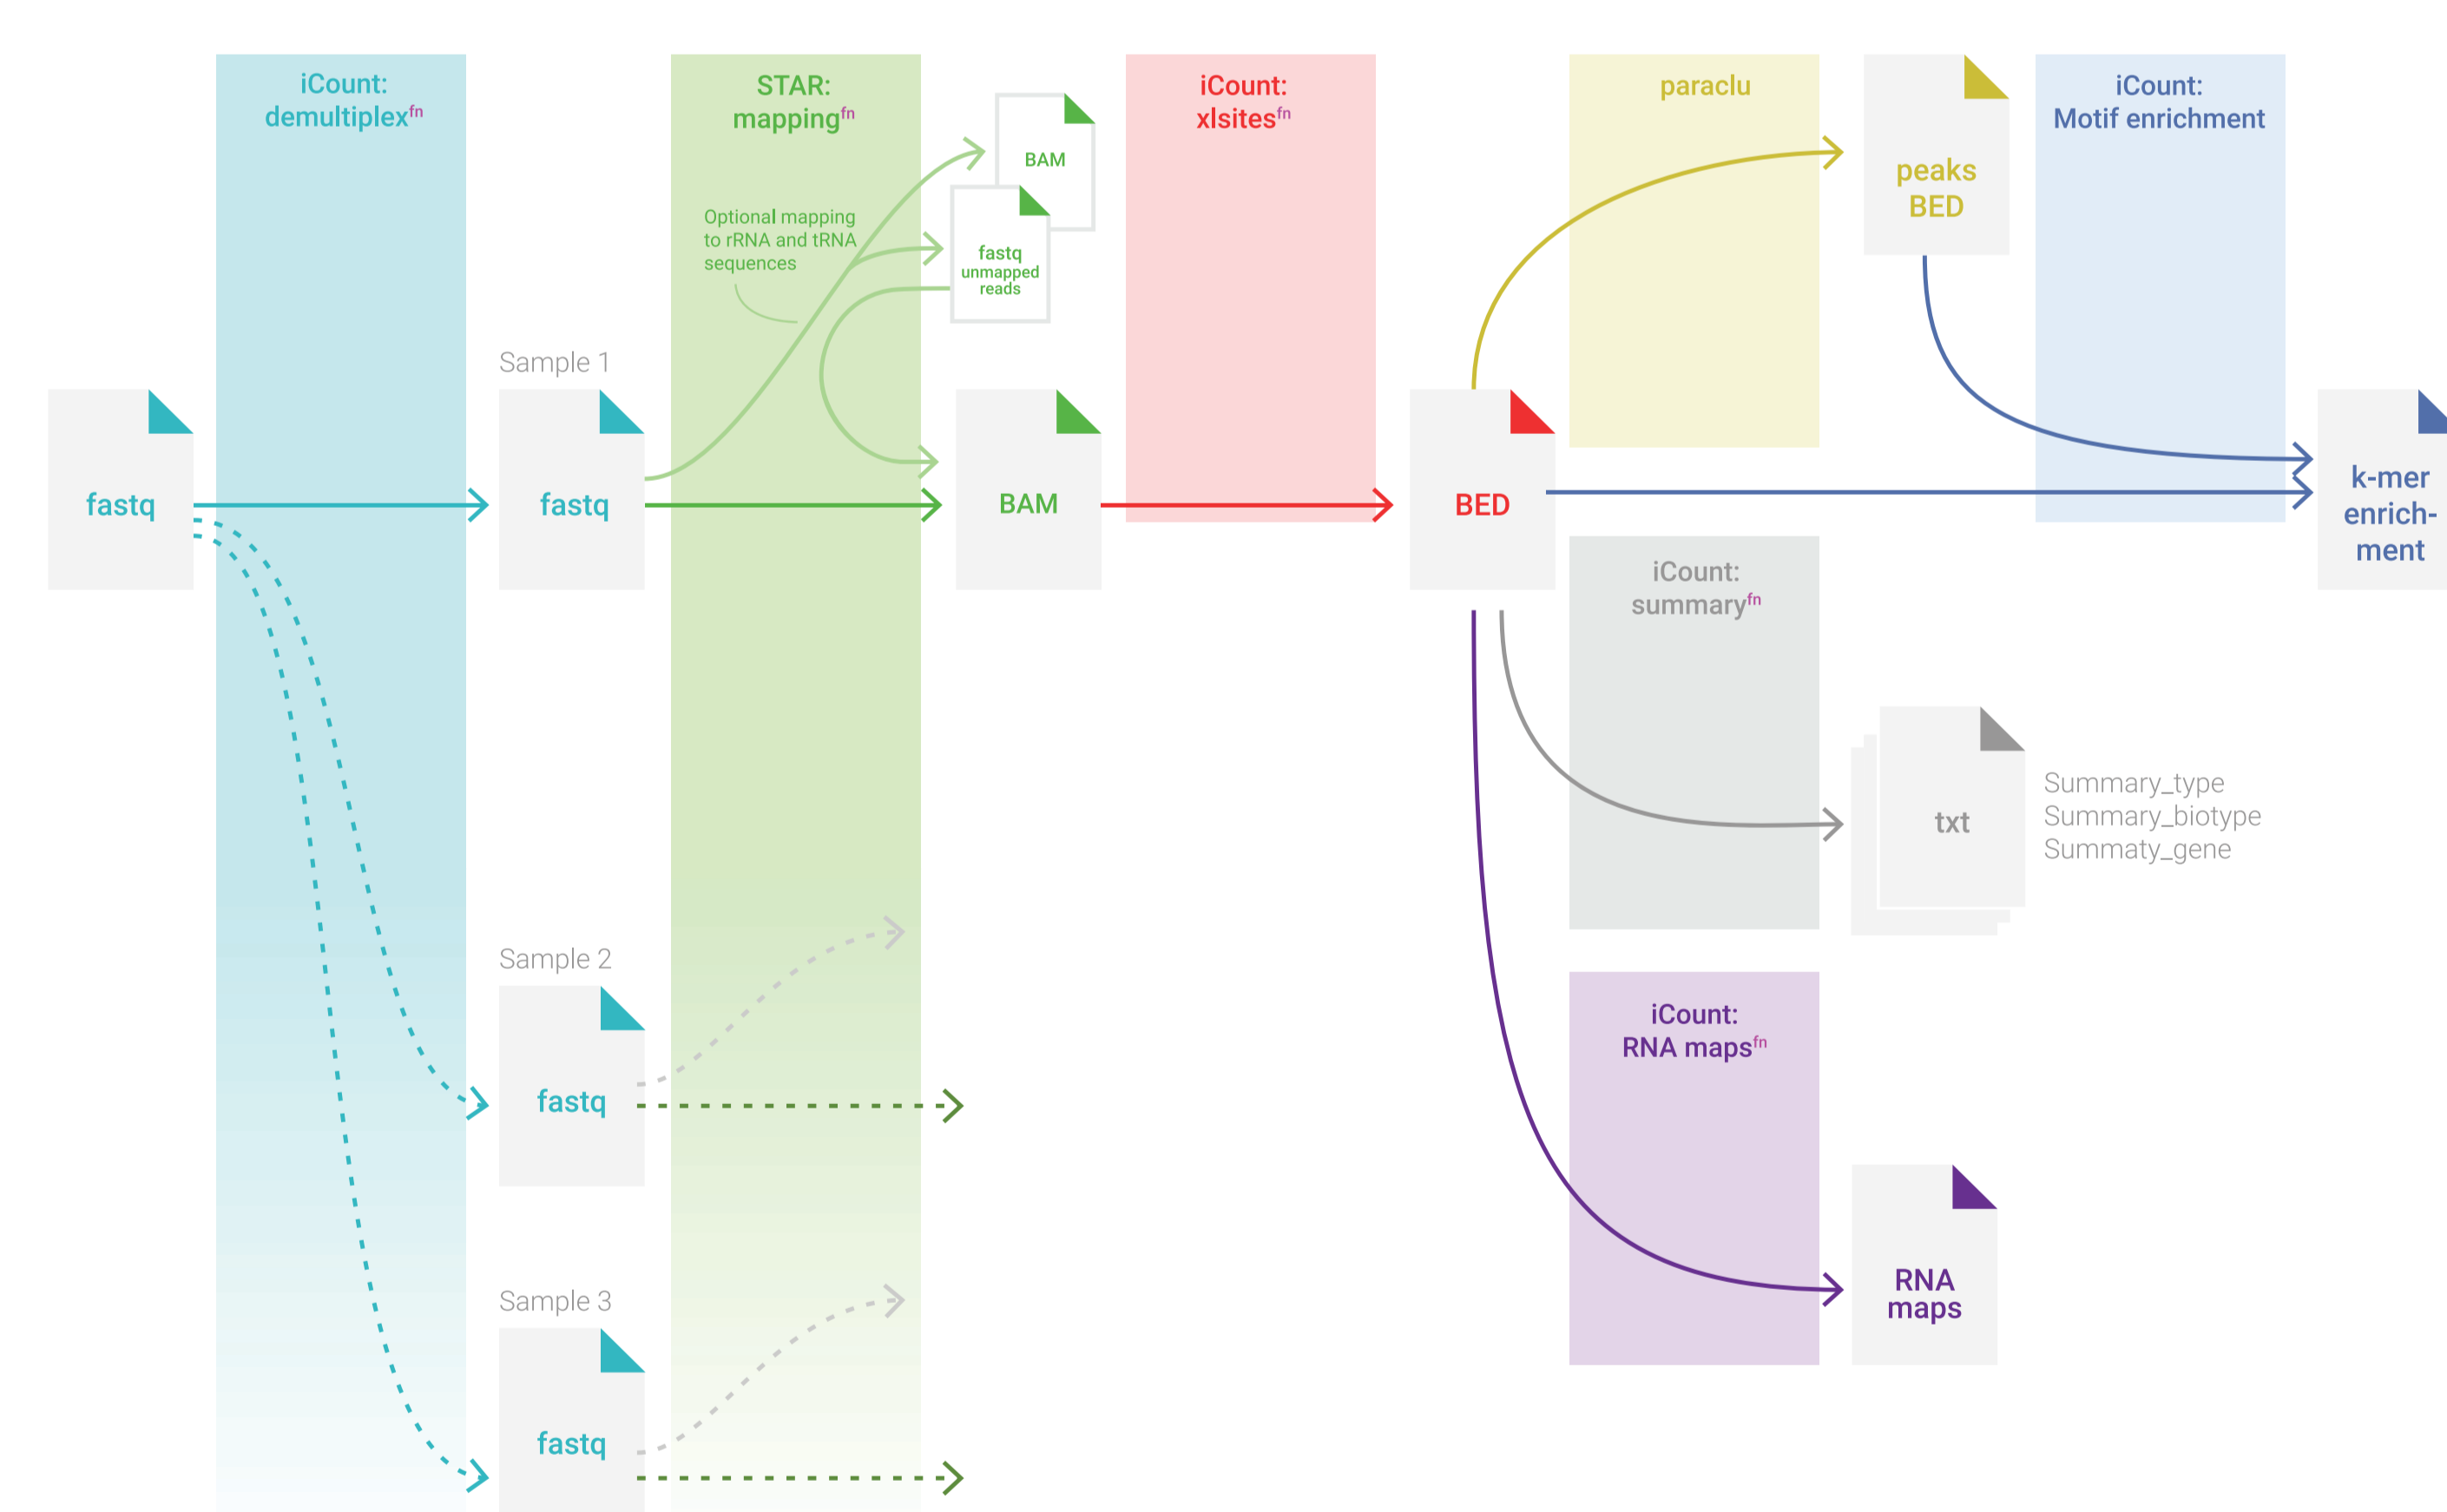 iCount:
demultiplexfn
STAR:
mappingfn
iCount:
xlsitesfn
paraclu
iCount:
Motif enrichment
BAM
peaks
BED
Optional mapping
to rRNA and tRNA
sequences
fastq
unmapped
reads
Sample 1
fastq
fastq
BAM
BED
k-mer
enrich-
ment
iCount:
summaryfn
txt
Summary_type
Summary_biotype
Summaty_gene
Sample 2
fastq
iCount:
RNA mapsfn
RNA
maps
Sample 3
fastq